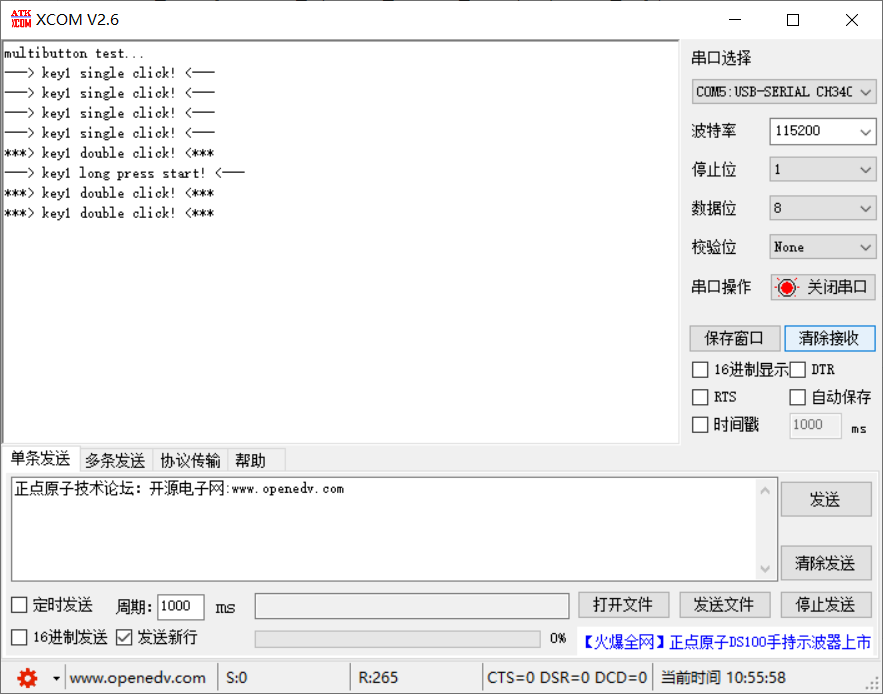 ATK XCOM XCOM V2.6
multibutton test...
---> key1 single click! <---
---> key1 single click! <---
---> key1 single click! <---
---> key1 single click! <---
***> key1 double click! <***
---> key1 long press start! <---
***> key1 double click! <***
***> key1 double click! <***
串口选择
COM5:USB-SERIAL CH340
波特率 115200
停止位 1
数据位 8
校验位 None
串口操作 关闭串口
保存窗口 清除接收
16进制显示 DTR
RTS 自动保存
时间戳 1000 ms
单条发送 多条发送 协议传输 帮助
正点原子技术论坛：开源电子网:www.openedv.com
发送
清除发送
定时发送 周期: 1000 ms 打开文件 发送文件 停止发送
16进制发送 发送新行 0% 【火爆全网】正点原子DS100手持示波器上市
www.openedv.com S:0 R:265 CTS=0 DSR=0 DCD=0 当前时间 10:55:58